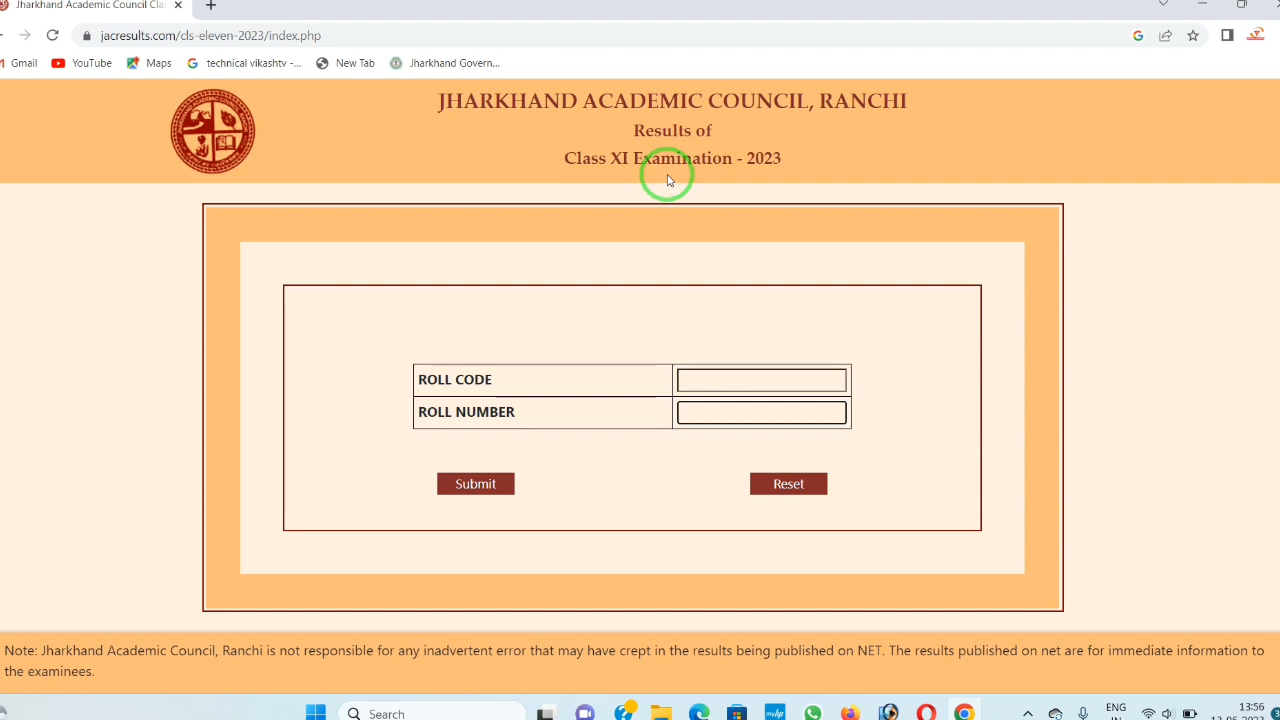 Jharkhand Academic Council Clas
jacresults.com/cls-eleven-2023/index.php
Gmail YouTube Maps technical vikashtv -... New Tab Jharkhand Govern...
JHARKHAND ACADEMIC COUNCIL, RANCHI
Results of
Class XI Examination - 2023
ROLL CODE
ROLL NUMBER
Submit Reset
Note: Jharkhand Academic Council, Ranchi is not responsible for any inadvertent error that may have crept in the results being published on NET. The results published on net are for immediate information to
the examinees.
Search
ENG
IN
13:56